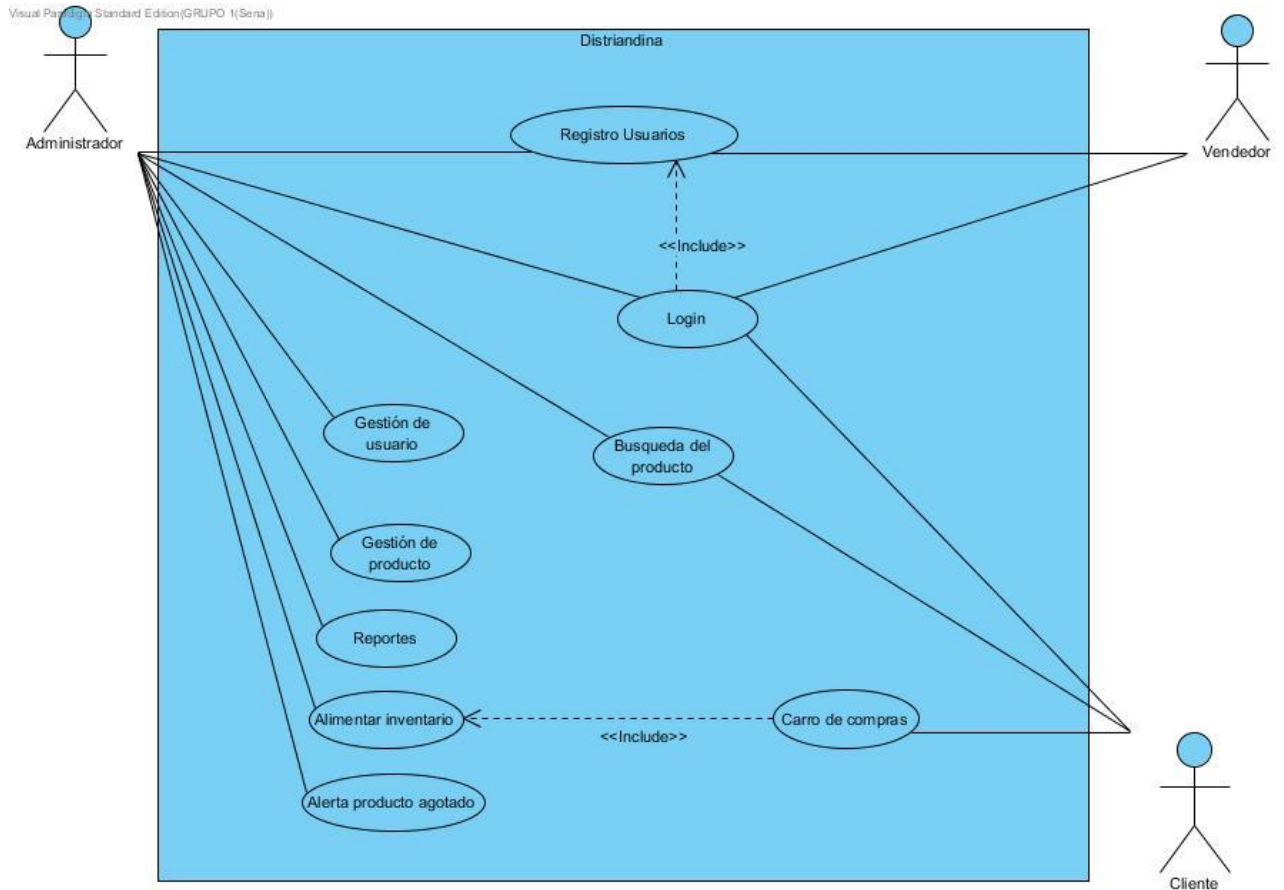 Visual Paradigm Standard Edition(GRUPO 1(Sena))
Distriandina
Administrador
Vendedor
Registro Usuarios
<<Include>>
Login
Gestión de
usuario
Busqueda del
producto
Gestión de
producto
Reportes
Alimentar inventario
<<Include>>
Carro de compras
Alerta producto agotado
Cliente